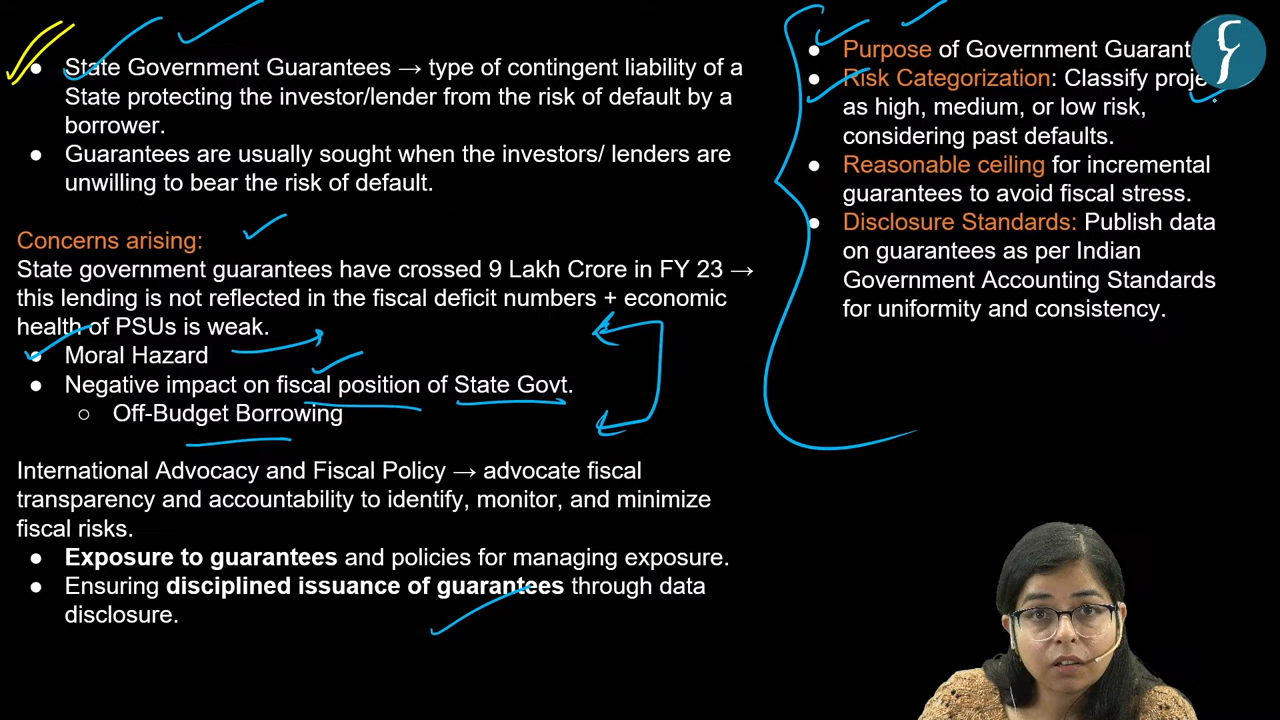 ● State Government Guarantees → type of contingent liability of a
State protecting the investor/lender from the risk of default by a
borrower.
● Guarantees are usually sought when the investors/ lenders are
unwilling to bear the risk of default.
Concerns arising:
State government guarantees have crossed 9 Lakh Crore in FY 23 →
this lending is not reflected in the fiscal deficit numbers + economic
health of PSUs is weak.
● Moral Hazard
● Negative impact on fiscal position of State Govt.
○ Off-Budget Borrowing
International Advocacy and Fiscal Policy → advocate fiscal
transparency and accountability to identify, monitor, and minimize
fiscal risks.
● Exposure to guarantees and policies for managing exposure.
● Ensuring disciplined issuance of guarantees through data
disclosure.
● Purpose of Government
● Risk Categorization: Classify
as high, medium, or low risk,
considering past defaults.
● Reasonable ceiling for incremental
guarantees to avoid fiscal stress.
● Disclosure Standards: Publish data
on guarantees as per Indian
Government Accounting Standards
for uniformity and consistency.